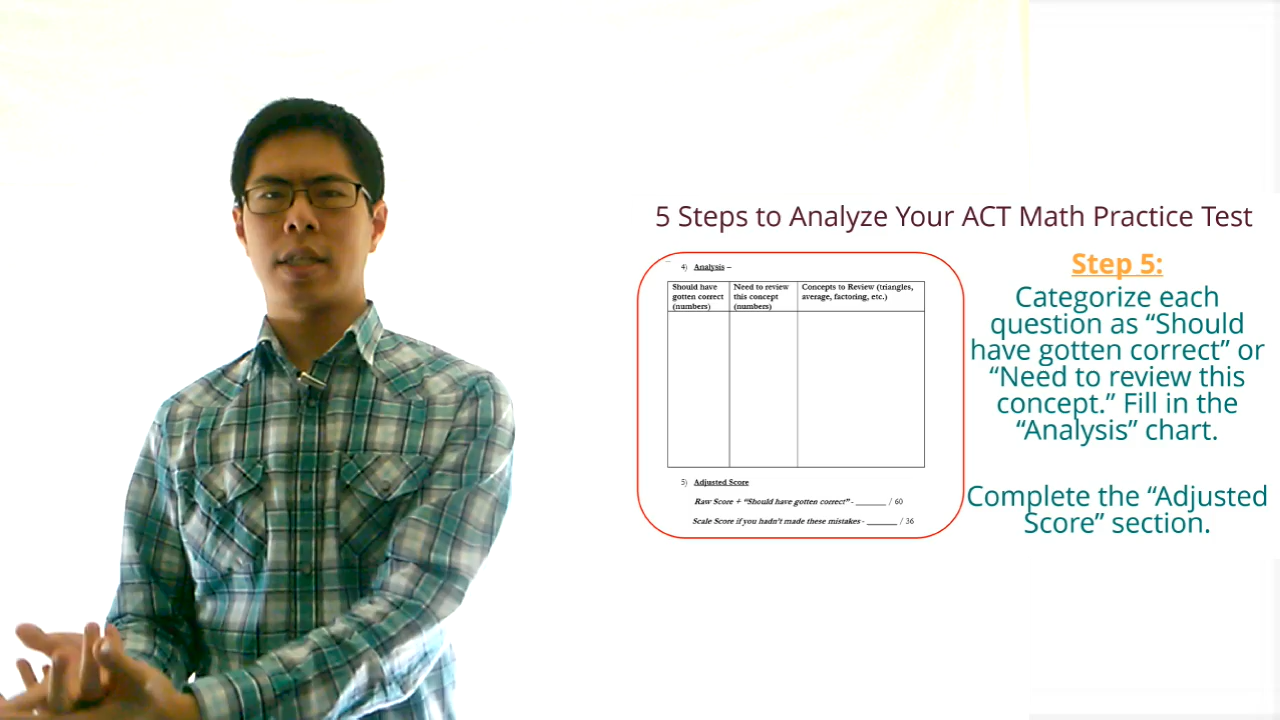 5 Steps to Analyze Your ACT Math Practice Test
4) Analysis –
Should have
gotten correct
(numbers)
Need to review
this concept
(numbers)
Concepts to Review (triangles,
average, factoring, etc.)
5) Adjusted Score
Raw Score + “Should have gotten correct” - ______ / 60
Scale Score if you hadn’t made these mistakes - ______ / 36
Step 5:
Categorize each
question as “Should
have gotten correct” or
“Need to review this
concept.” Fill in the
“Analysis” chart.
Complete the “Adjusted
Score” section.